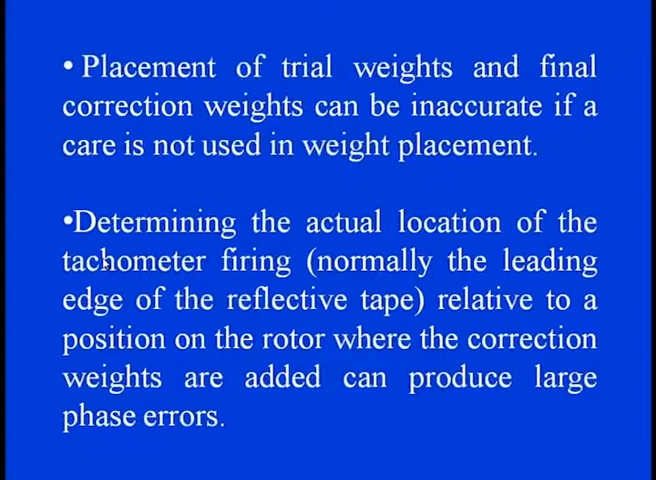 • Placement of trial weights and final
correction weights can be inaccurate if a
care is not used in weight placement.
•Determining the actual location of the
tachometer firing (normally the leading
edge of the reflective tape) relative to a
position on the rotor where the correction
weights are added can produce large
phase errors.